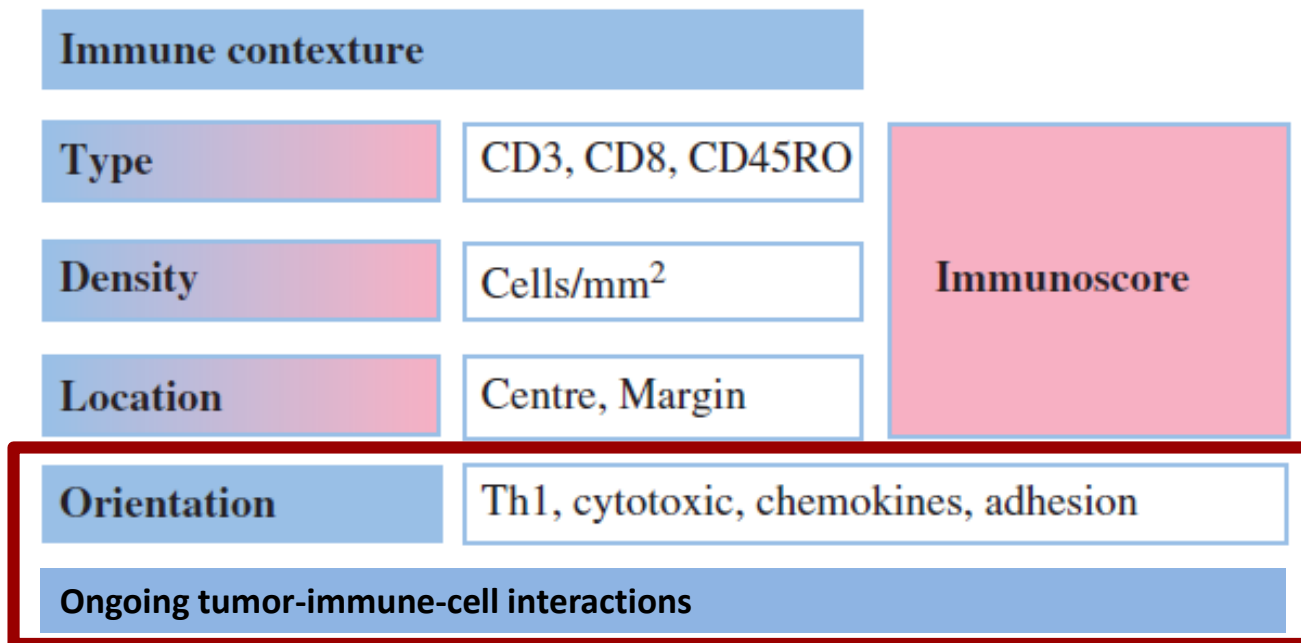 Immune contexture
Type
CD3, CD8, CD45RO
Density
Cells/mm²
Immunoscore
Location
Centre, Margin
Orientation
Th1, cytotoxic, chemokines, adhesion
Ongoing tumor-immune-cell interactions